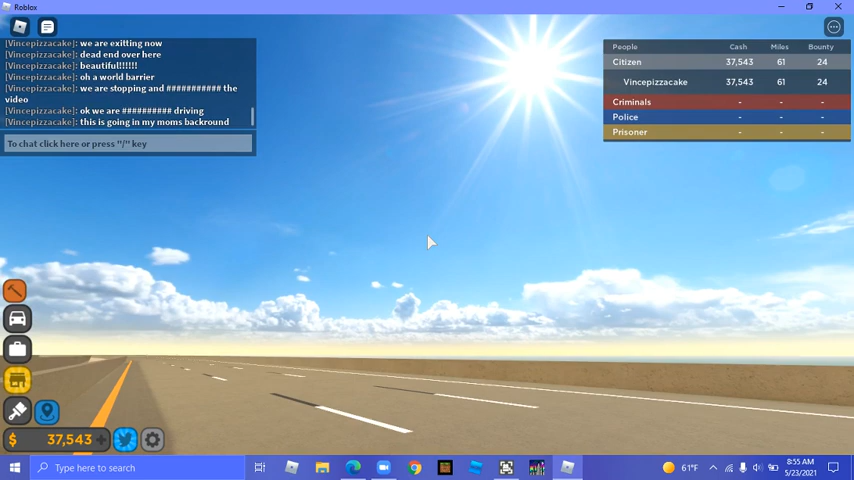 Roblox
[Vincepizzacake]: we are exitting now
[Vincepizzacake]: dead end over here
[Vincepizzacake]: beautiful!!!!!!
[Vincepizzacake]: oh a world barrier
[Vincepizzacake]: we are stopping and ########### the
video
[Vincepizzacake]: ok we are ########## driving
[Vincepizzacake]: this is going in my moms backround
To chat click here or press "/" key
People Cash Miles Bounty
Citizen 37,543 61 24
Vincepizzacake 37,543 61 24
Criminals - - -
Police - - -
Prisoner - - -
$ 37,543 +
Type here to search
61°F
8:55 AM
5/23/2021